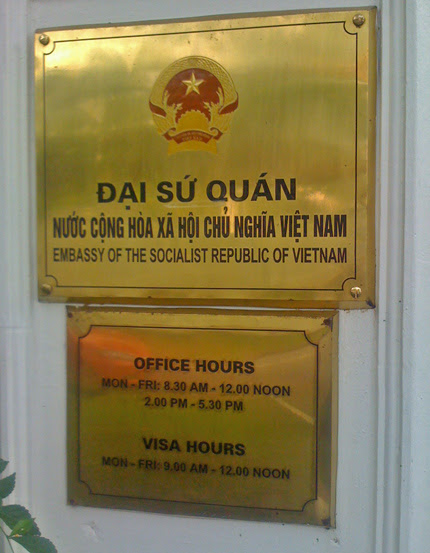 ĐẠI SỨ QUÁN
NƯỚC CỘNG HÒA XÃ HỘI CHỦ NGHĨA VIỆT NAM
EMBASSY OF THE SOCIALIST REPUBLIC OF VIETNAM
OFFICE HOURS
MON - FRI: 8.30 AM - 12.00 NOON
2.00 PM - 5.30 PM
VISA HOURS
MON - FRI: 9.00 AM - 12.00 NOON